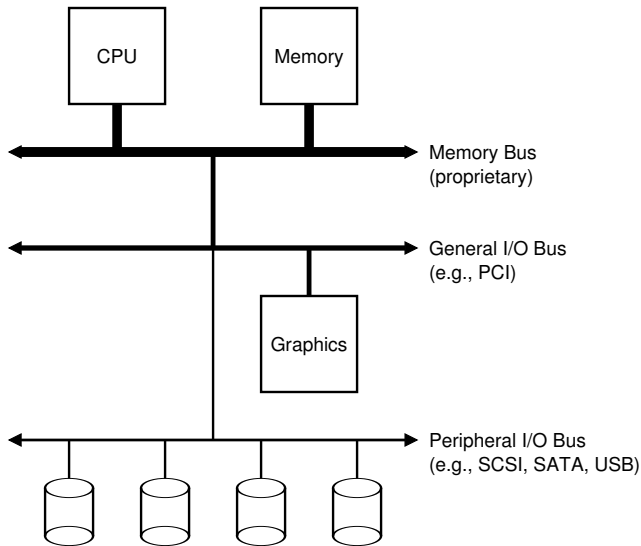 CPU
Memory
Memory Bus
(proprietary)
General I/O Bus
(e.g., PCI)
Graphics
Peripheral I/O Bus
(e.g., SCSI, SATA, USB)